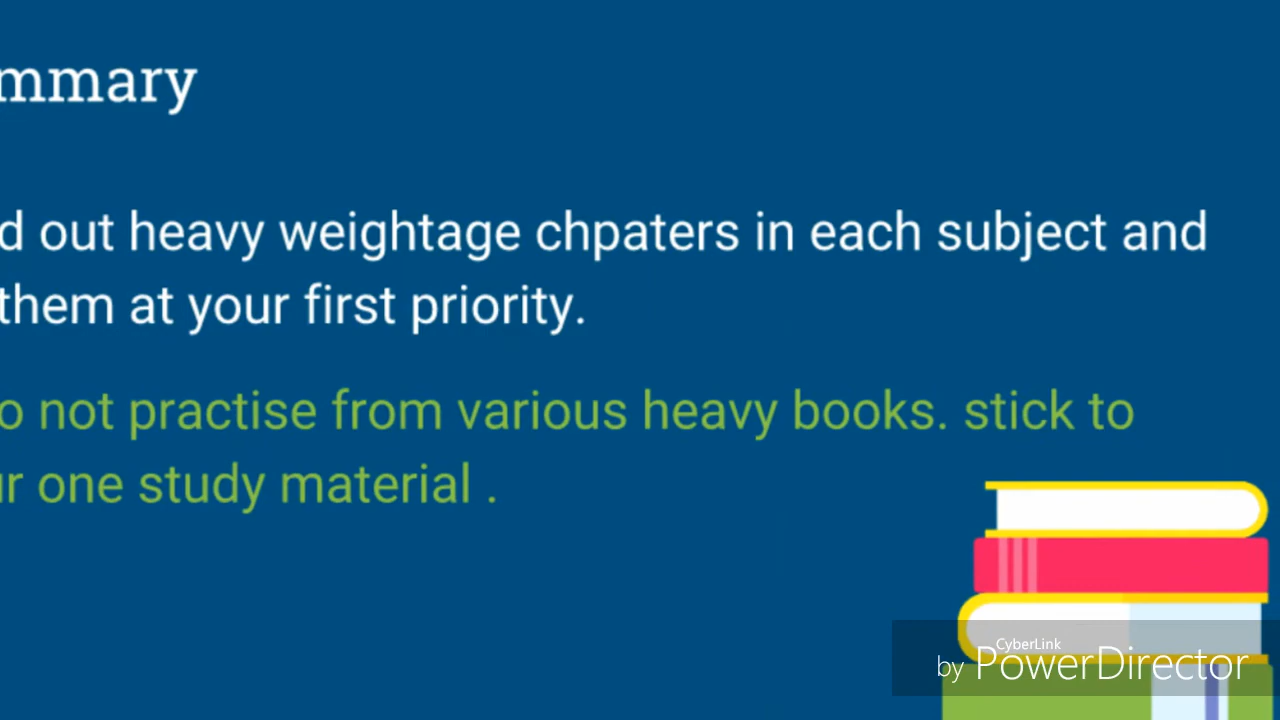 mmary
d out heavy weightage chpaters in each subject and
them at your first priority.
o not practise from various heavy books. stick to
ur one study material .
CyberLink
by PowerDirector